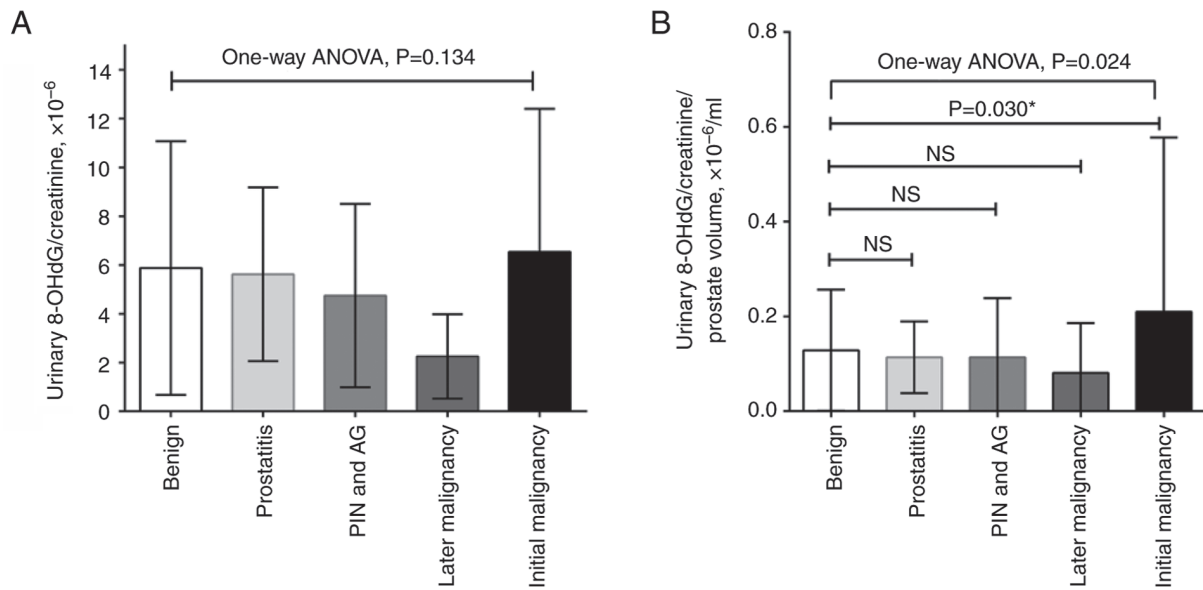 A
Urinary 8-OHdG/creatinine, ×10⁻⁶
14
12
10
8
6
4
2
0
One-way ANOVA, P=0.134
Benign
Prostatitis
PIN and AG
Later malignancy
Initial malignancy
B
Urinary 8-OHdG/creatinine/
prostate volume, ×10⁻⁶/ml
0.8
0.6
0.4
0.2
0.0
One-way ANOVA, P=0.024
P=0.030*
NS
NS
NS
Benign
Prostatitis
PIN and AG
Later malignancy
Initial malignancy